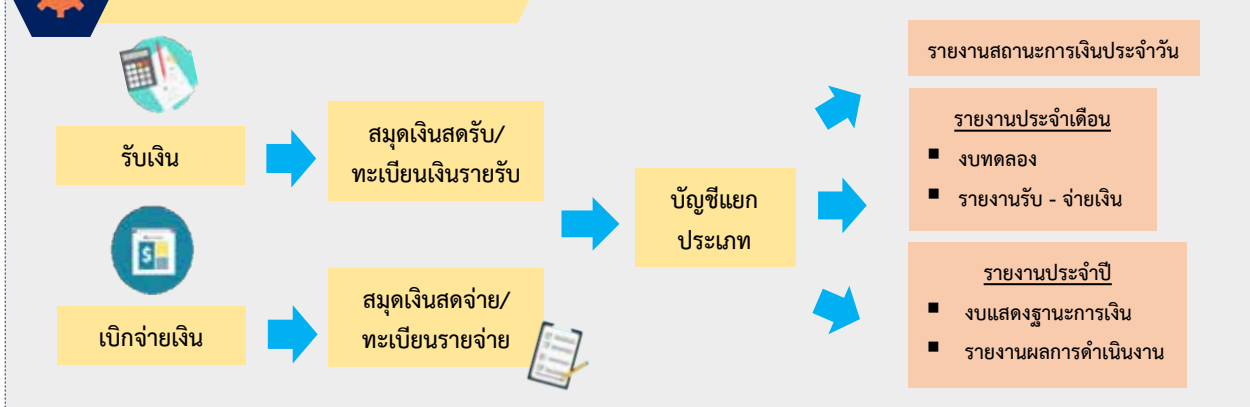 รับเงิน
สมุดเงินสดรับ/
ทะเบียนเงินรายรับ
เบิกจ่ายเงิน
สมุดเงินสดจ่าย/
ทะเบียนรายจ่าย
บัญชีแยก
ประเภท
รายงานสถานะการเงินประจำวัน
รายงานประจำเดือน
▪ งบทดลอง
▪ รายงานรับ - จ่ายเงิน
รายงานประจำปี
▪ งบแสดงฐานะการเงิน
▪ รายงานผลการดำเนินงาน